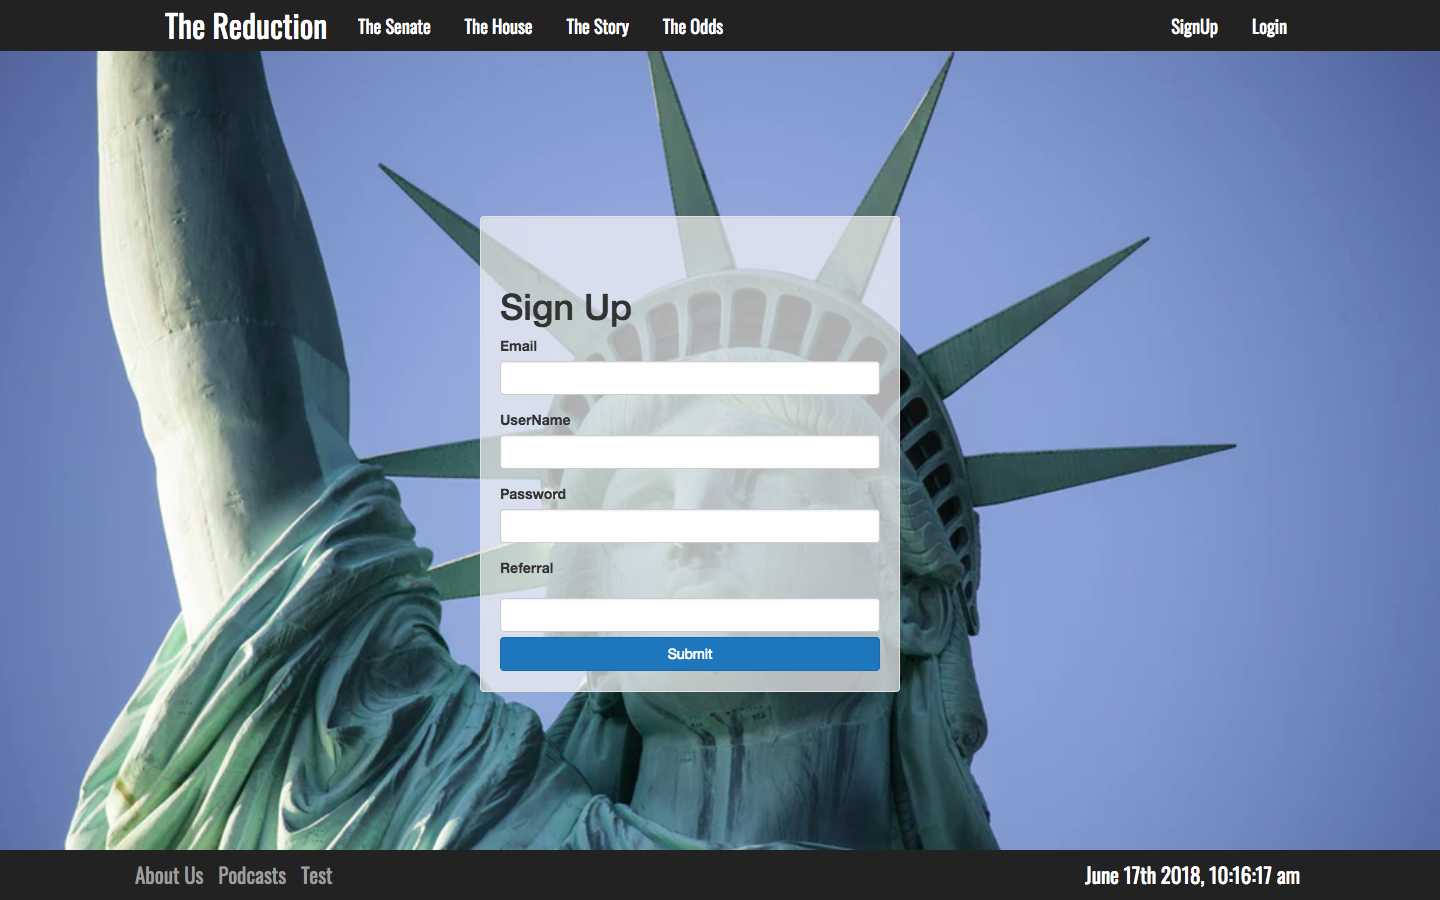 The Reduction The Senate The House The Story The Odds SignUp Login
Sign Up
Email
UserName
Password
Referral
Submit
About Us Podcasts Test June 17th 2018, 10:16:17 am